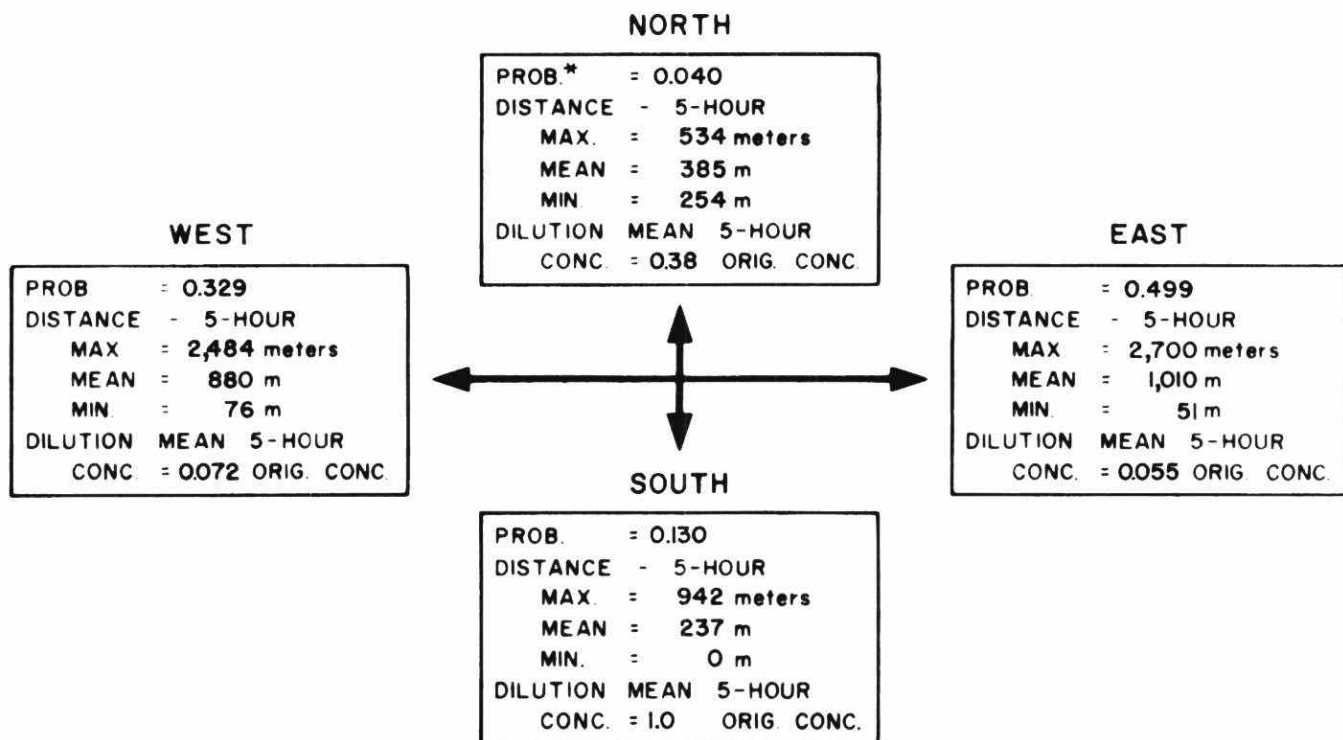 NORTH
PROB.* = 0.040
DISTANCE - 5-HOUR
MAX. = 534 meters
MEAN = 385 m
MIN = 254 m
DILUTION MEAN 5-HOUR
CONC. = 0.38 ORIG. CONC.
WEST
PROB = 0.329
DISTANCE - 5-HOUR
MAX = 2,484 meters
MEAN = 880 m
MIN. = 76 m
DILUTION MEAN 5-HOUR
CONC. = 0.072 ORIG. CONC.
EAST
PROB. = 0.499
DISTANCE - 5-HOUR
MAX = 2,700 meters
MEAN = 1,010 m
MIN. = 51 m
DILUTION MEAN 5-HOUR
CONC. = 0.055 ORIG. CONC.
SOUTH
PROB. = 0.130
DISTANCE - 5-HOUR
MAX. = 942 meters
MEAN = 237 m
MIN. = 0 m
DILUTION MEAN 5-HOUR
CONC. = 1.0 ORIG. CONC.